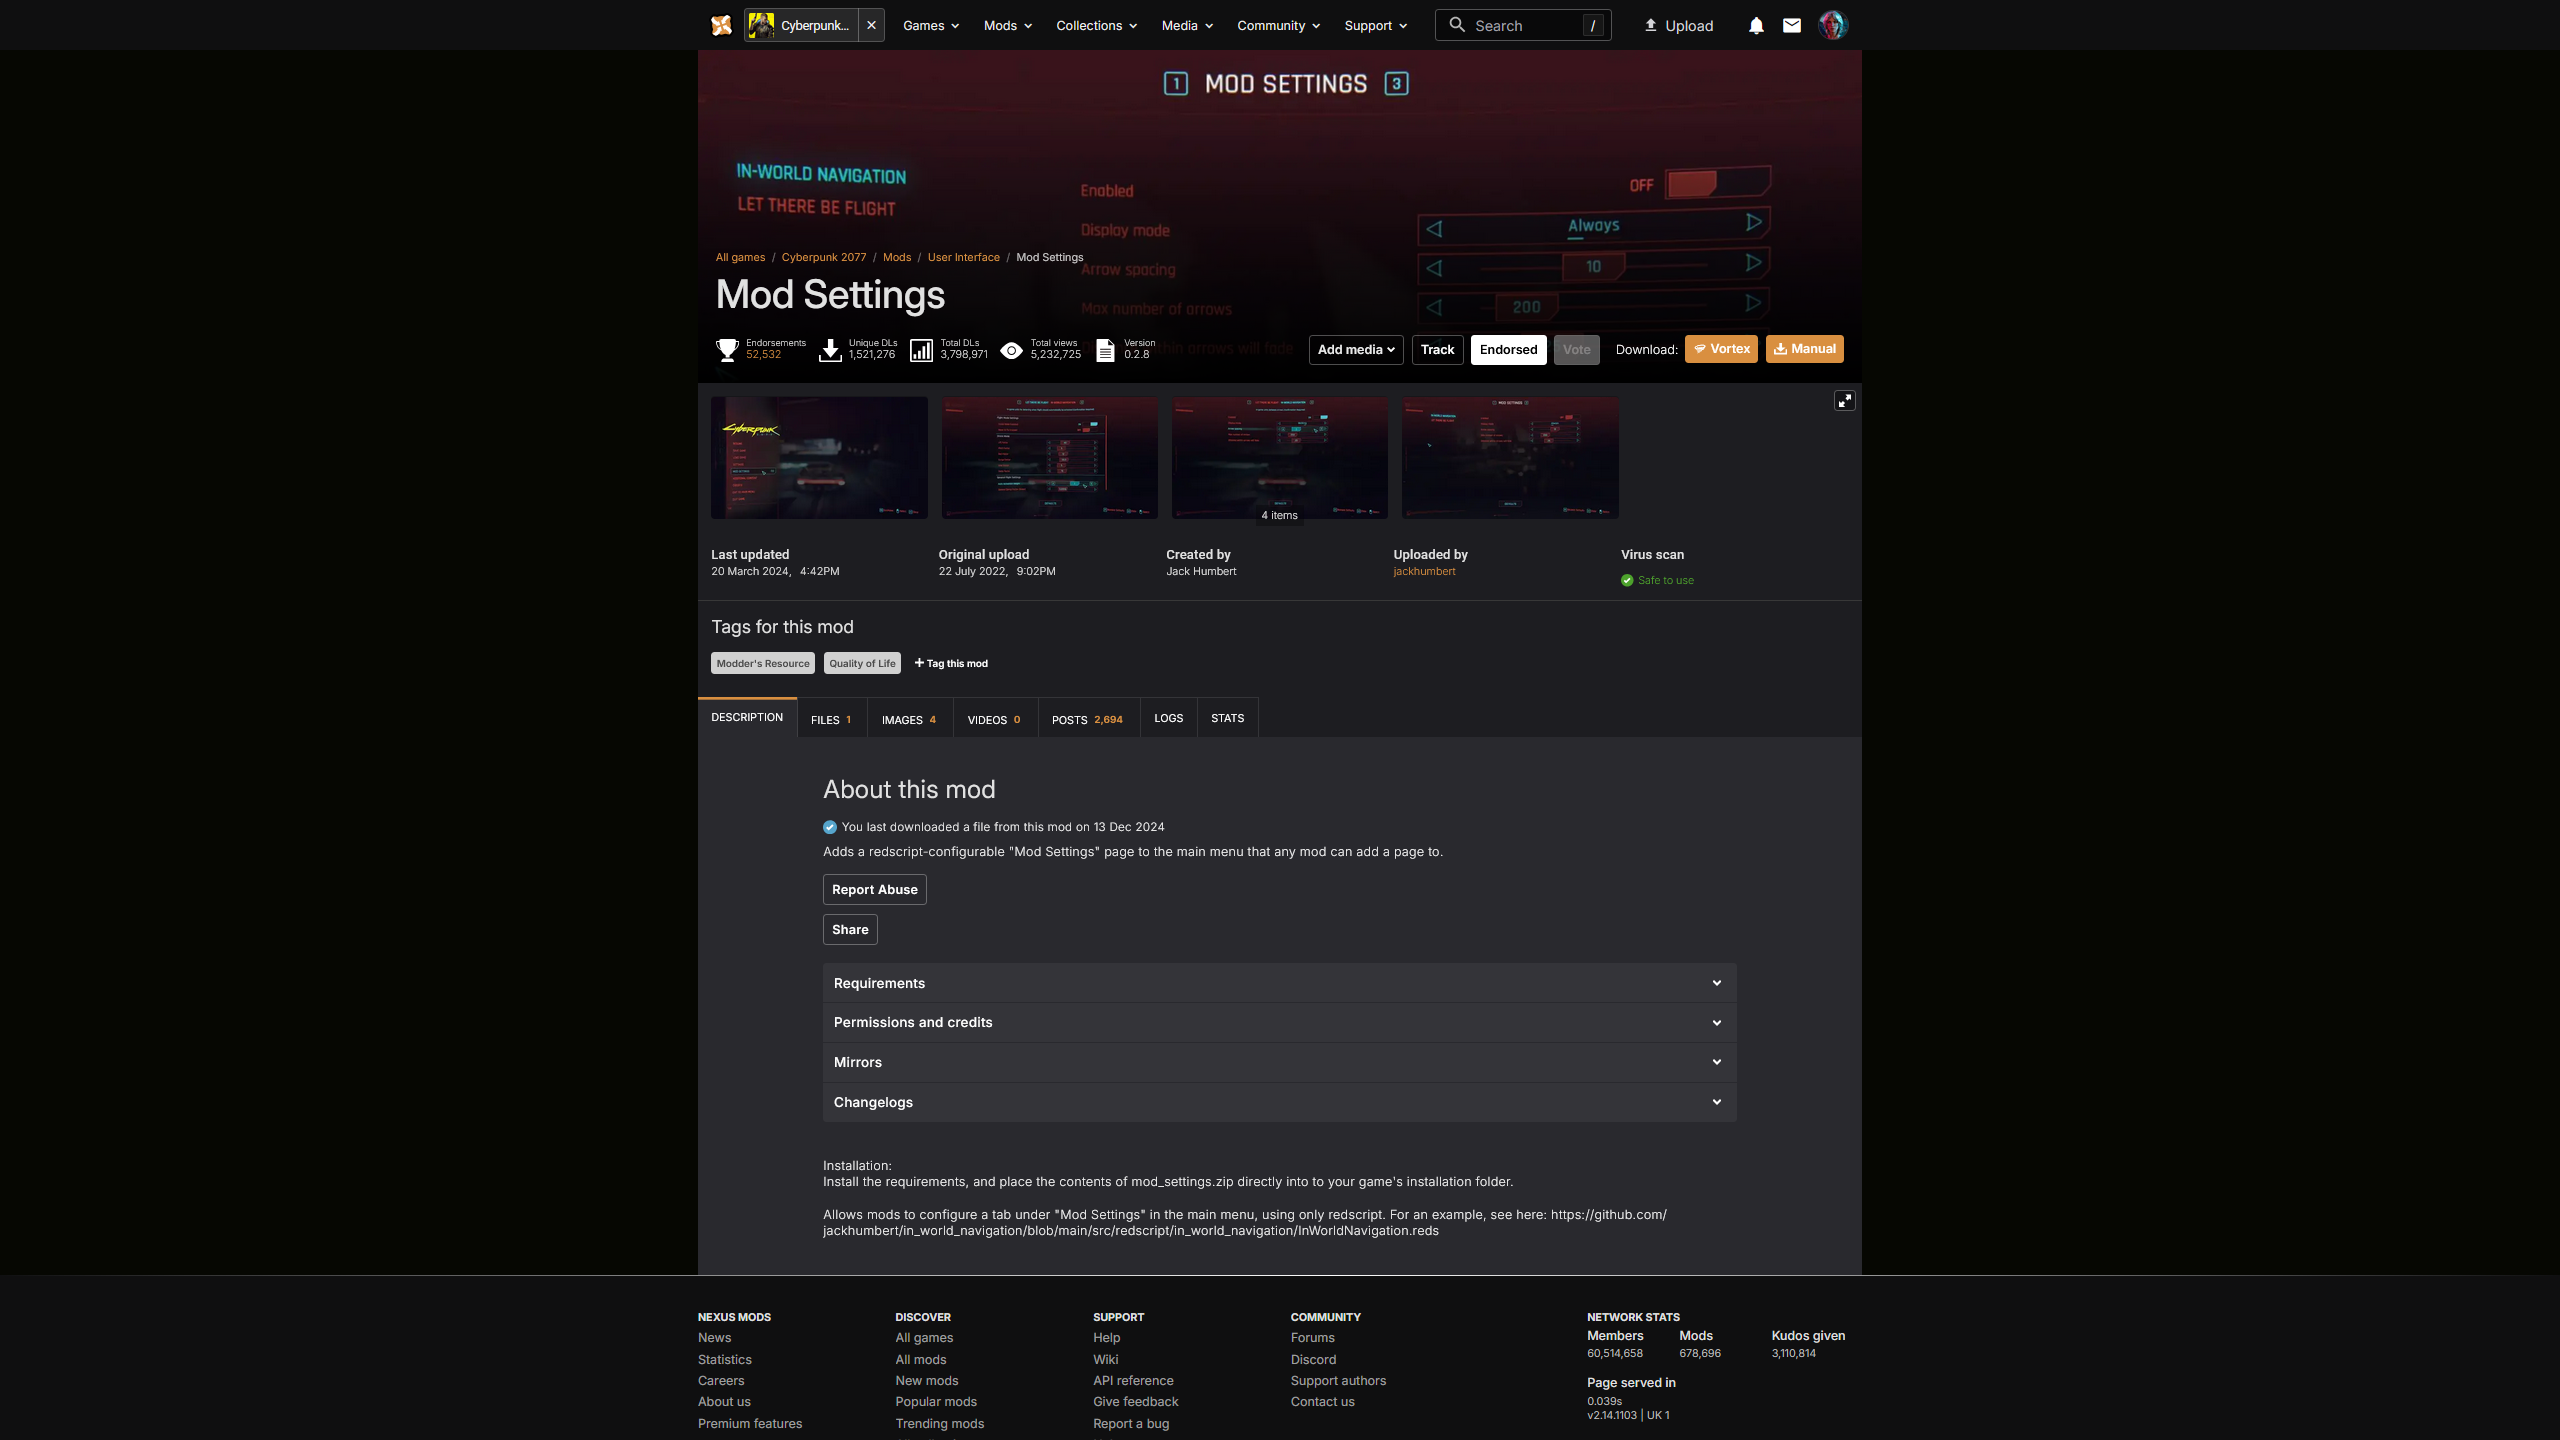 Cyberpunk...
Games
Mods
Collections
Media
Community
Support
Search
/
Upload
1 MOD SETTINGS 3
IN-WORLD NAVIGATION
LET THERE BE FLIGHT
Enabled
OFF
Display mode
Always
Arrow spacing
10
Max number of arrows
200
All games / Cyberpunk 2077 / Mods / User Interface / Mod Settings
Mod Settings
Endorsements
52,532
Unique DLs
1,521,276
Total DLs
3,798,971
Total views
5,232,725
Version
0.2.8
within arrows will fade
Add media
Track
Endorsed
Vote
Download:
Vortex
Manual
CYBERPUNK
MOD SETTINGS
4 items
Last updated
20 March 2024, 4:42PM
Original upload
22 July 2022, 9:02PM
Created by
Jack Humbert
Uploaded by
jackhumbert
Virus scan
Safe to use
Tags for this mod
Modder's Resource
Quality of Life
Tag this mod
DESCRIPTION
FILES 1
IMAGES 4
VIDEOS 0
POSTS 2,694
LOGS
STATS
About this mod
You last downloaded a file from this mod on 13 Dec 2024
Adds a redscript-configurable "Mod Settings" page to the main menu that any mod can add a page to.
Report Abuse
Share
Requirements
Permissions and credits
Mirrors
Changelogs
Installation:
Install the requirements, and place the contents of mod_settings.zip directly into to your game's installation folder.
Allows mods to configure a tab under "Mod Settings" in the main menu, using only redscript. For an example, see here: https://github.com/
jackhumbert/in_world_navigation/blob/main/src/redscript/in_world_navigation/InWorldNavigation.reds
NEXUS MODS
News
Statistics
Careers
About us
Premium features
DISCOVER
All games
All mods
New mods
Popular mods
Trending mods
SUPPORT
Help
Wiki
API reference
Give feedback
Report a bug
COMMUNITY
Forums
Discord
Support authors
Contact us
NETWORK STATS
Members
60,514,658
Mods
678,696
Kudos given
3,110,814
Page served in
0.039s
v2.14.1103 | UK 1